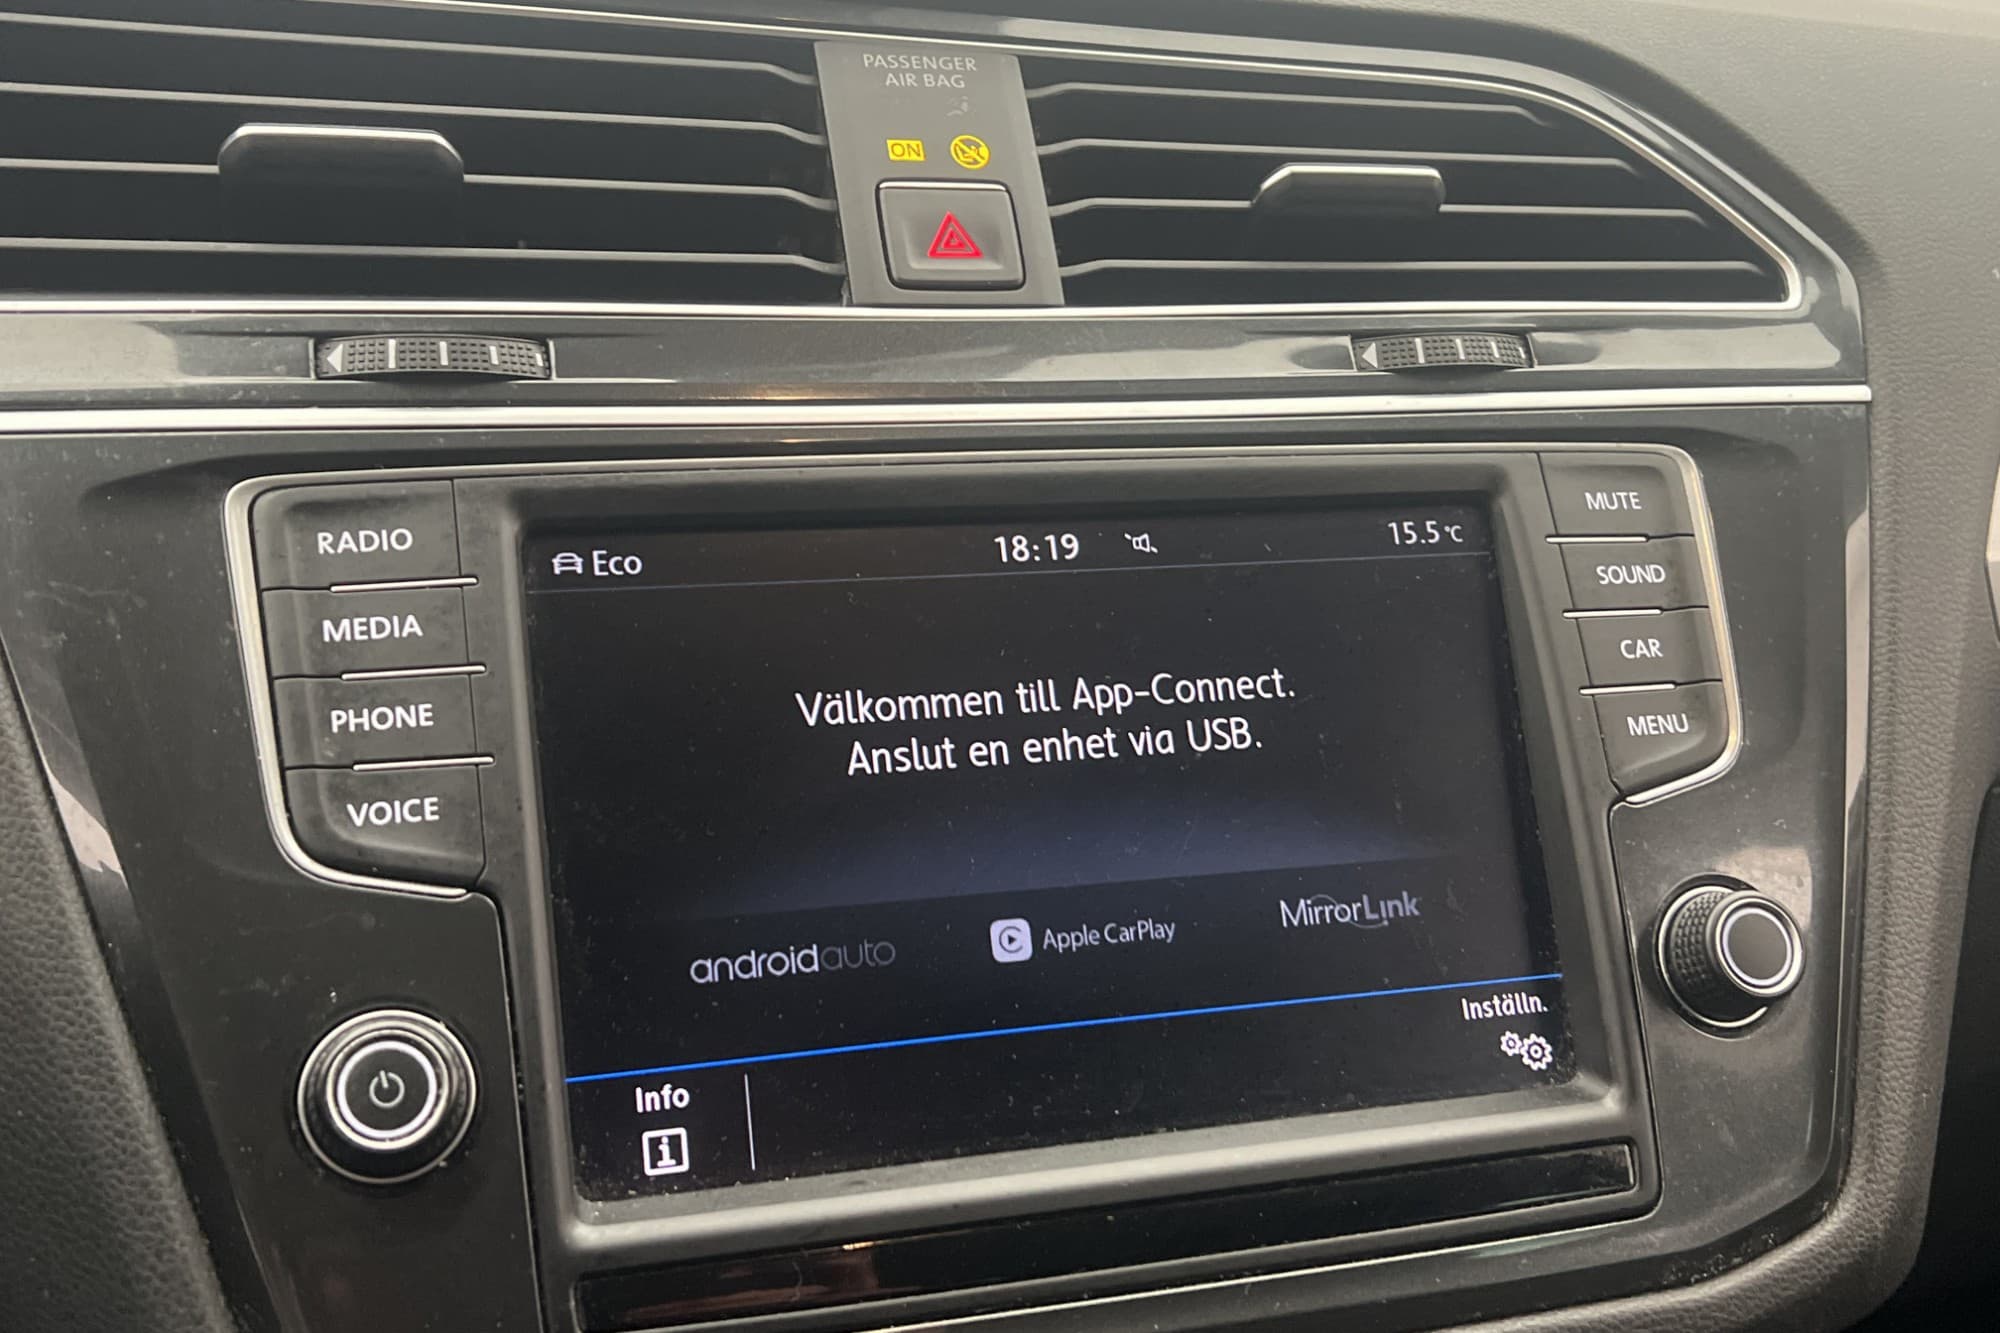 PASSENGER
AIR BAG
ON
RADIO
MEDIA
PHONE
VOICE
MUTE
SOUND
CAR
MENU
Eco
18:19
15.5°C
Välkommen till App-Connect.
Anslut en enhet via USB.
androidauto
Apple CarPlay
MirrorLink
Inställn.
Info